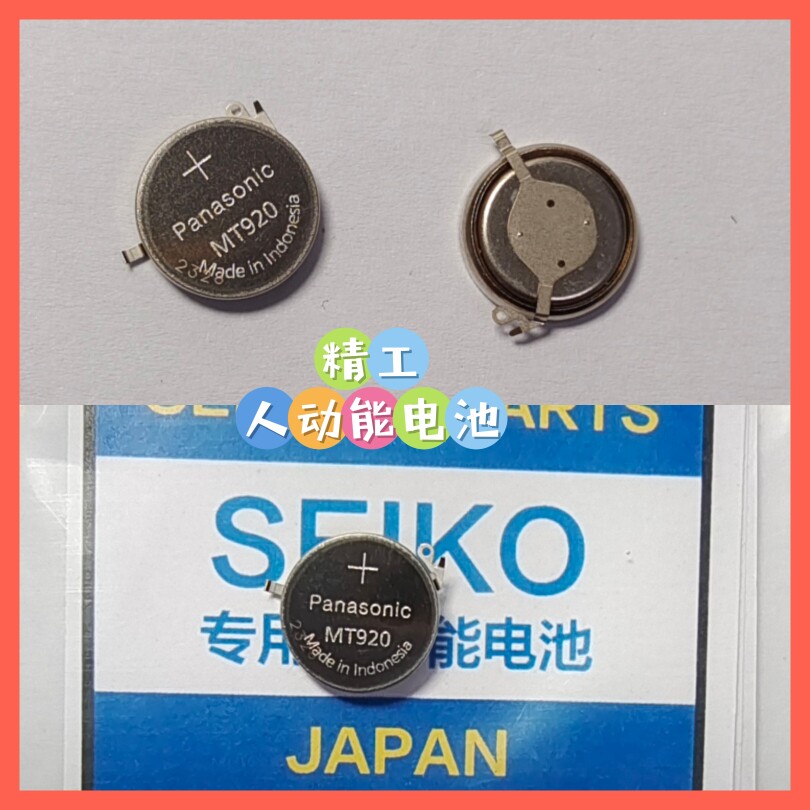 +
Panasonic
MT920
Made in Indonesia
2328
精工
人动能电池
ARTS
SEIKO
专用
能电池
+
Panasonic
MT920
Made in Indonesia
JAPAN